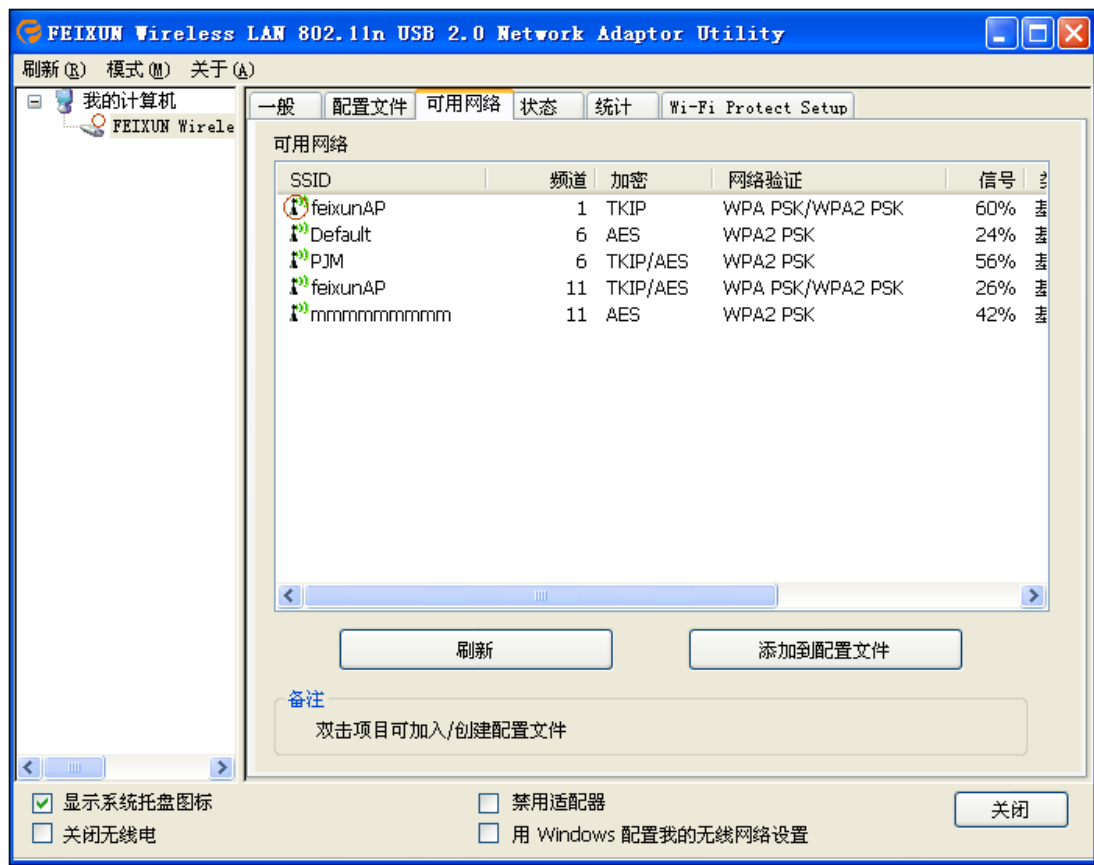 FEIXUN Wireless LAN 802.11n USB 2.0 Network Adaptor Utility
刷新(R) 模式(M) 关于(A)
我的计算机
FEIXUN Wirele
一般 配置文件 可用网络 状态 统计 Wi-Fi Protect Setup
可用网络
SSID 频道 加密 网络验证 信号
feixunAP 1 TKIP WPA PSK/WPA2 PSK 60%
Default 6 AES WPA2 PSK 24%
PJM 6 TKIP/AES WPA2 PSK 56%
feixunAP 11 TKIP/AES WPA PSK/WPA2 PSK 26%
mmmmmmmmm 11 AES WPA2 PSK 42%
刷新 添加到配置文件
备注
双击项目可加入/创建配置文件
显示系统托盘图标 禁用适配器 关闭
关闭无线电 用 Windows 配置我的无线网络设置